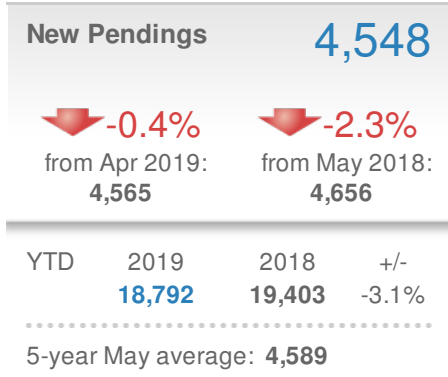 New Pendings 4,548
-0.4% -2.3%
from Apr 2019: from May 2018:
4,565 4,656
YTD 2019 2018 +/-
18,792 19,403 -3.1%
5-year May average: 4,589